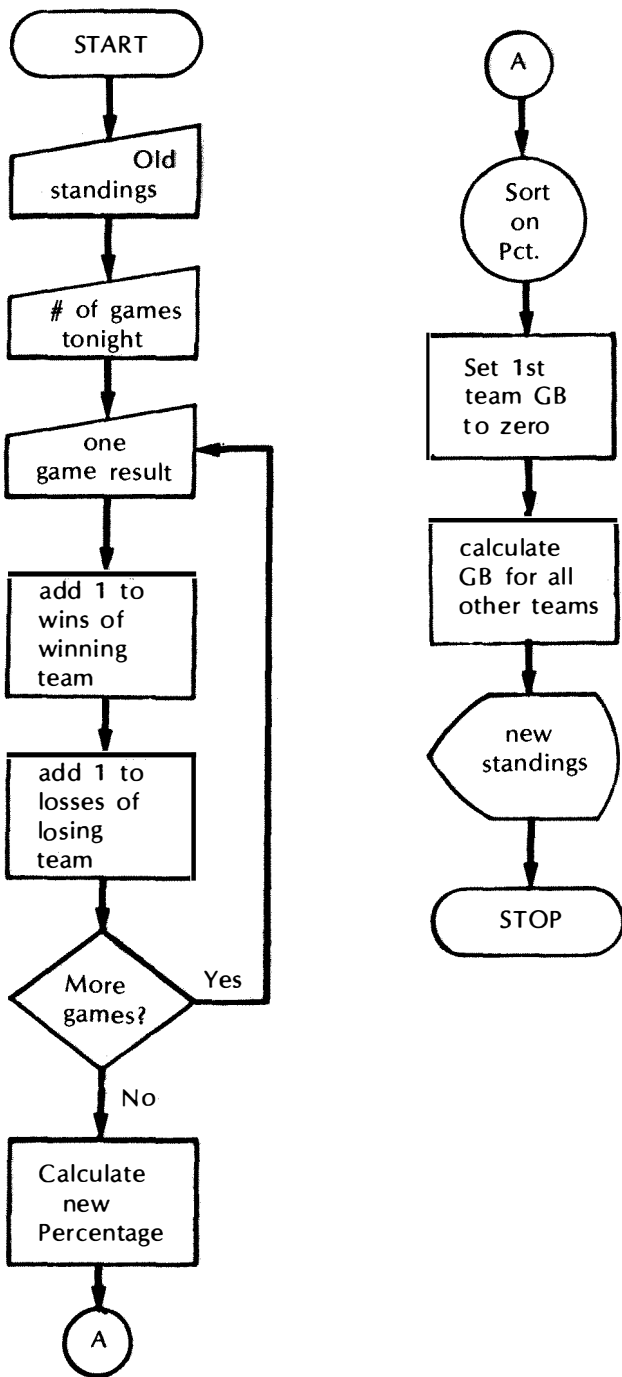 START
Old
standings
# of games
tonight
one
game result
add 1 to
wins of
winning
team
add 1 to
losses of
losing
team
More
games?
Yes
No
Calculate
new
Percentage
A
A
Sort
on
Pct.
Set 1st
team GB
to zero
calculate
GB for all
other teams
new
standings
STOP